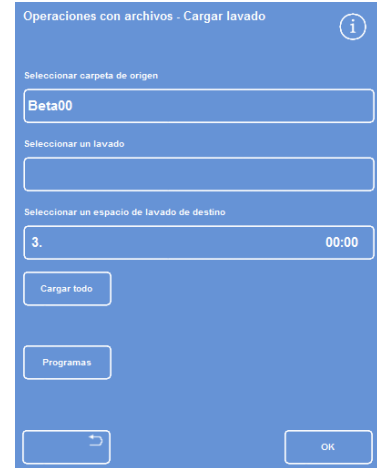 Operaciones con archivos - Cargar lavado
i
Seleccionar carpeta de origen
Beta00
Seleccionar un lavado
Seleccionar un espacio de lavado de destino
3. 00:00
Cargar todo
Programas
OK